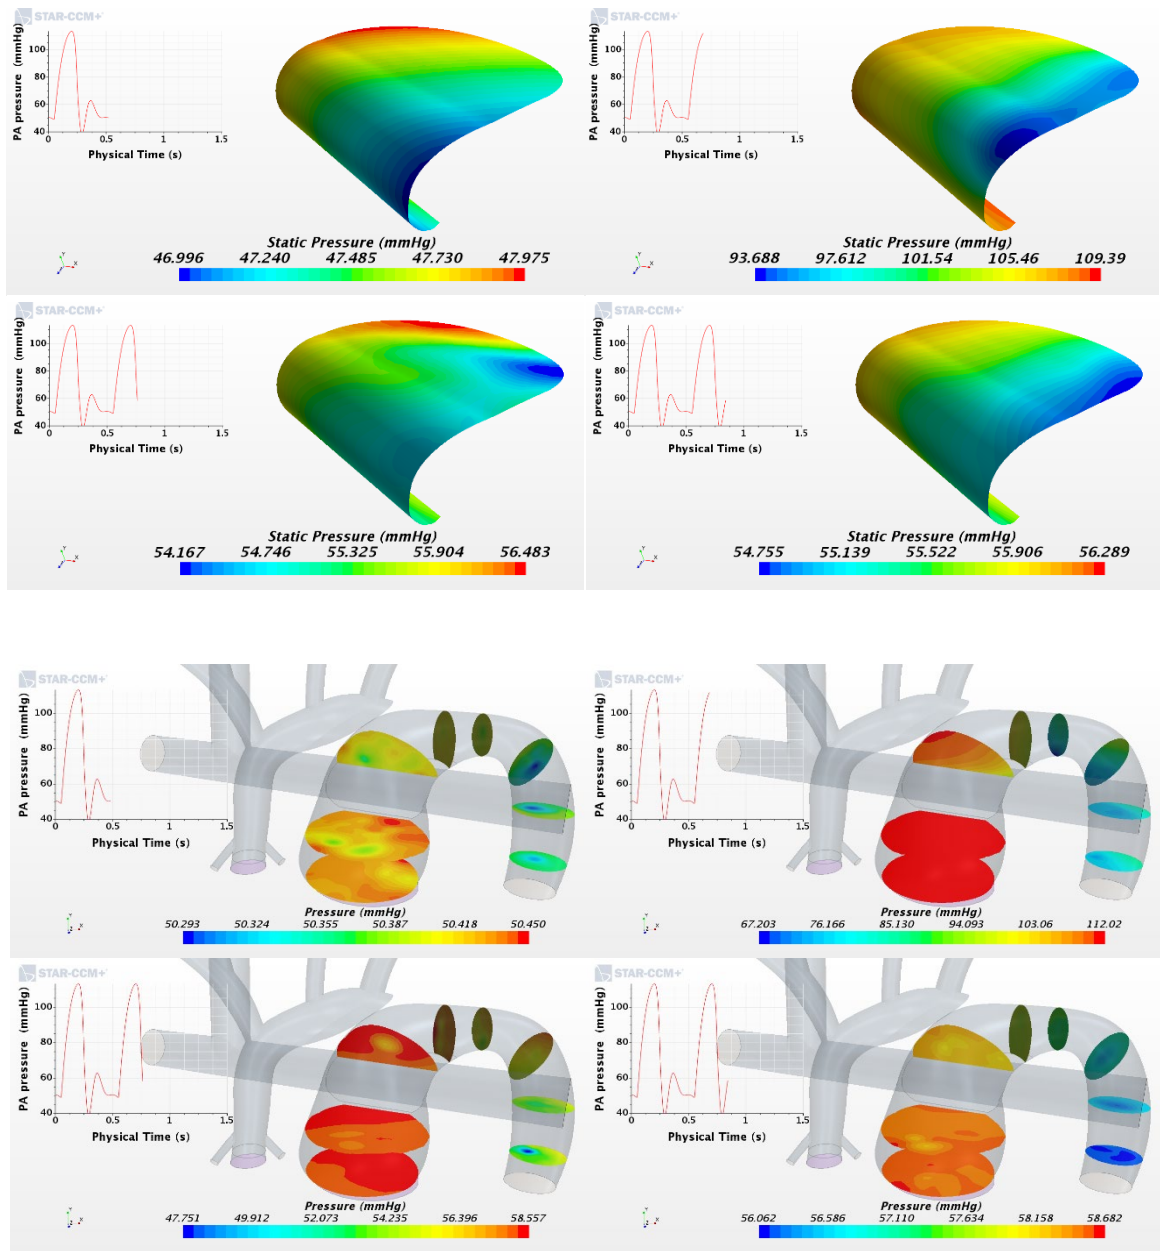 STAR-CCM+
PA pressure (mmHg)
100
80
60
40
0 0.5 1 1.5
Physical Time (s)
Static Pressure (mmHg)
46.996 47.240 47.485 47.730 47.975
STAR-CCM+
PA pressure (mmHg)
100
80
60
40
0 0.5 1 1.5
Physical Time (s)
Static Pressure (mmHg)
93.688 97.612 101.54 105.46 109.39
STAR-CCM+
PA pressure (mmHg)
100
80
60
40
0 0.5 1 1.5
Physical Time (s)
Static Pressure (mmHg)
54.167 54.746 55.325 55.904 56.483
STAR-CCM+
PA pressure (mmHg)
100
80
60
40
0 0.5 1 1.5
Physical Time (s)
Static Pressure (mmHg)
54.755 55.139 55.522 55.906 56.289
STAR-CCM+
PA pressure (mmHg)
100
80
60
40
0 0.5 1 1.5
Physical Time (s)
Pressure (mmHg)
50.293 50.324 50.355 50.387 50.418 50.450
STAR-CCM+
PA pressure (mmHg)
100
80
60
40
0 0.5 1 1.5
Physical Time (s)
Pressure (mmHg)
67.203 76.166 85.130 94.093 103.06 112.02
STAR-CCM+
PA pressure (mmHg)
100
80
60
40
0 0.5 1 1.5
Physical Time (s)
Pressure (mmHg)
47.751 49.912 52.073 54.235 56.396 58.557
STAR-CCM+
PA pressure (mmHg)
100
80
60
40
0 0.5 1 1.5
Physical Time (s)
Pressure (mmHg)
56.062 56.586 57.110 57.634 58.158 58.682